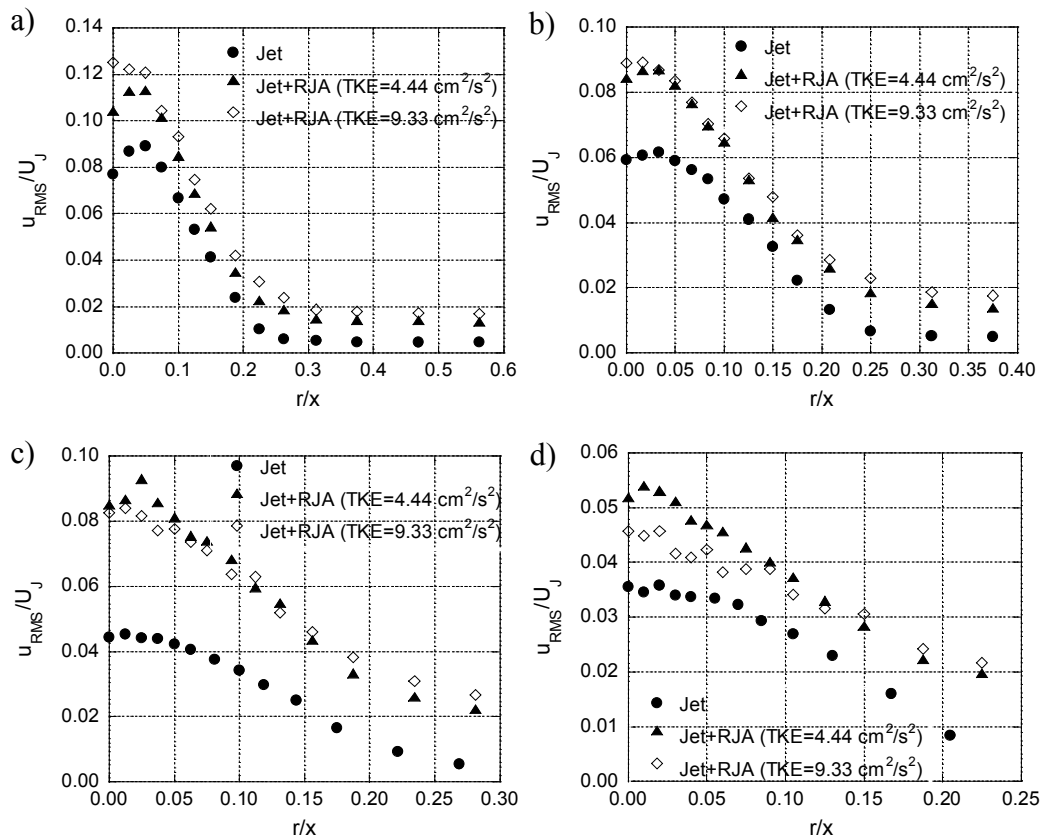 a)
0.14
0.12
0.10
0.08
0.06
0.04
0.02
0.00
u_RMS/U_J
Jet
Jet+RJA (TKE=4.44 cm²/s²)
Jet+RJA (TKE=9.33 cm²/s²)
0.0 0.1 0.2 0.3 0.4 0.5 0.6
r/x
b)
0.10
0.08
0.06
0.04
0.02
0.00
u_RMS/U_J
Jet
Jet+RJA (TKE=4.44 cm²/s²)
Jet+RJA (TKE=9.33 cm²/s²)
0.00 0.05 0.10 0.15 0.20 0.25 0.30 0.35 0.40
r/x
c)
0.10
0.08
0.06
0.04
0.02
0.00
u_RMS/U_J
Jet
Jet+RJA (TKE=4.44 cm²/s²)
Jet+RJA (TKE=9.33 cm²/s²)
0.00 0.05 0.10 0.15 0.20 0.25 0.30
r/x
d)
0.06
0.05
0.04
0.03
0.02
0.01
0.00
u_RMS/U_J
Jet
Jet+RJA (TKE=4.44 cm²/s²)
Jet+RJA (TKE=9.33 cm²/s²)
0.00 0.05 0.10 0.15 0.20 0.25
r/x